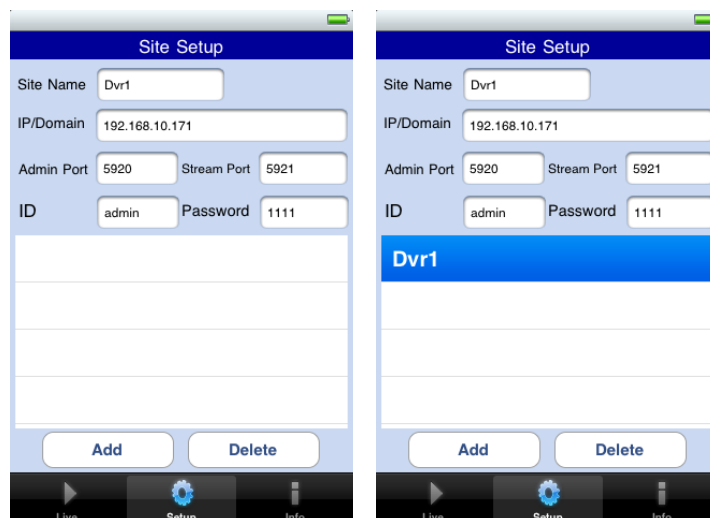 Site Setup
Site Name Dvr1
IP/Domain 192.168.10.171
Admin Port 5920 Stream Port 5921
ID admin Password 1111
Add Delete
Live Setup Info
Site Setup
Site Name Dvr1
IP/Domain 192.168.10.171
Admin Port 5920 Stream Port 5921
ID admin Password 1111
Dvr1
Add Delete
Live Setup Info